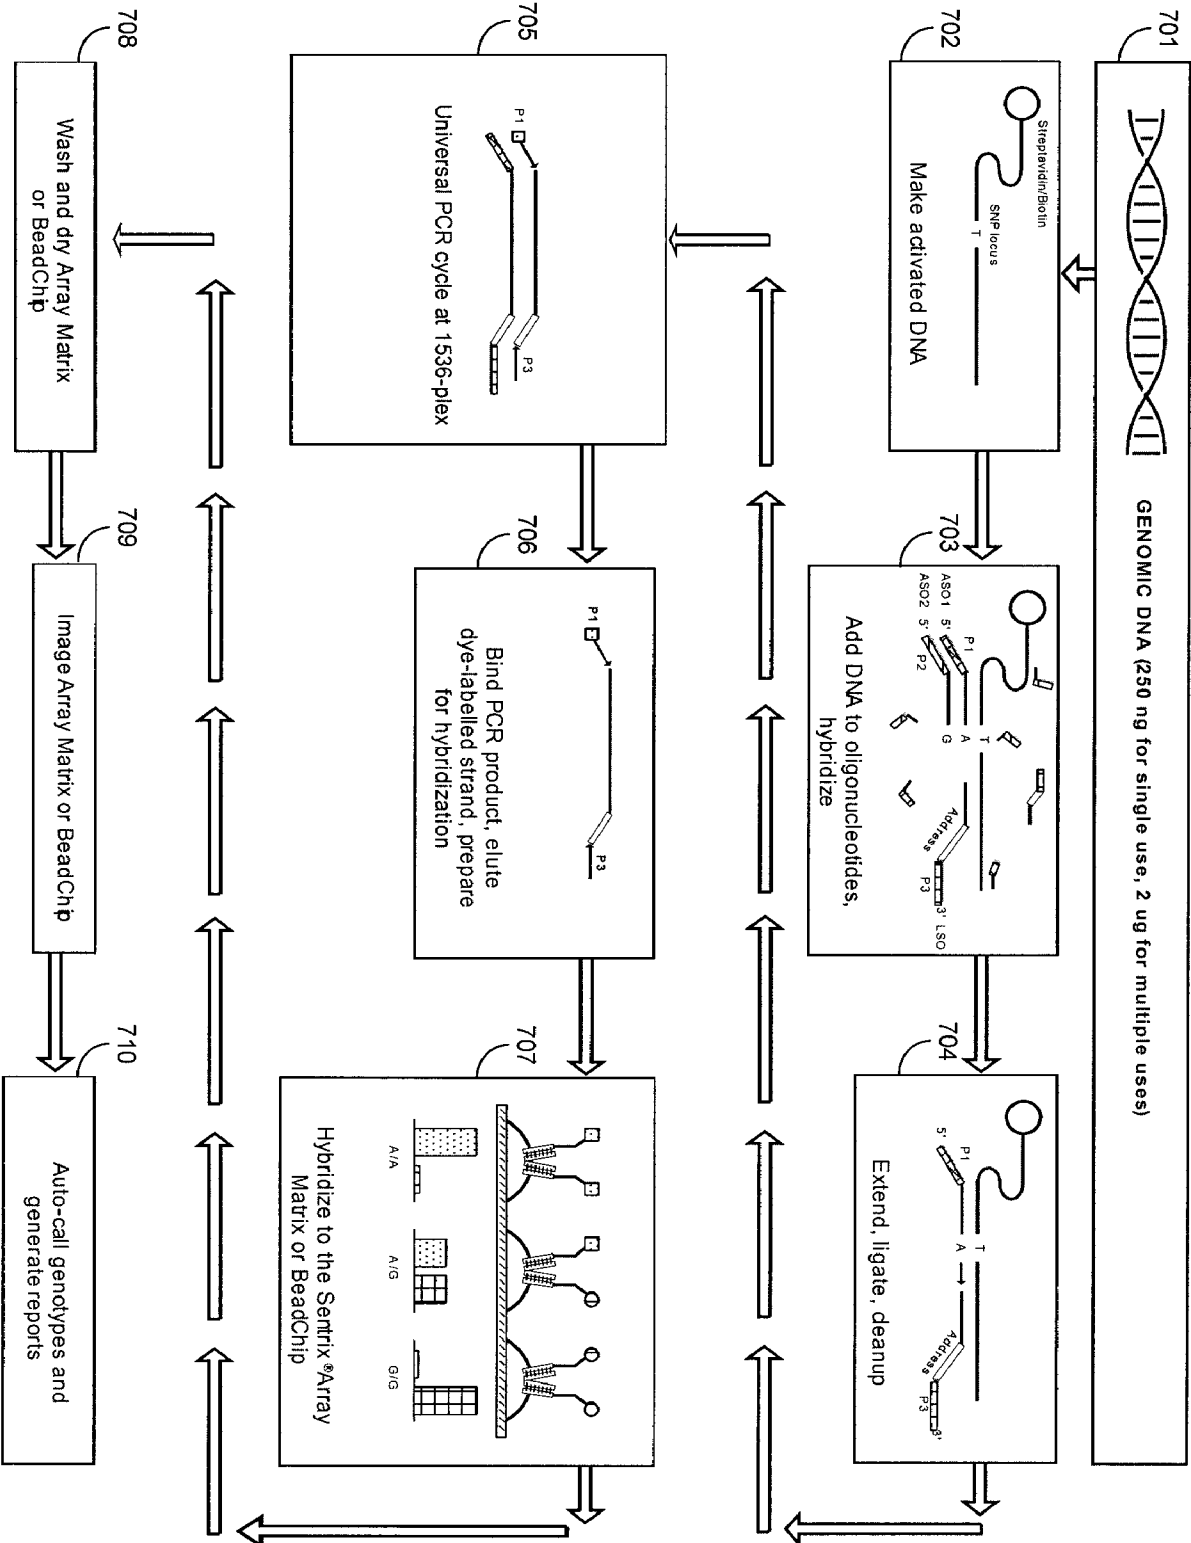 701
GENOMIC DNA (250 ng for single use, 2 ug for multiple uses)
702
Streptavidin/Biotin
SNP locus
T
Make activated DNA
703
P1
T
ASO1 5'
A
ASO2 5'
P2
G
Address
P3
3' LSO
Add DNA to oligonucleotides,
hybridize
704
T
P1
5'
A
Address
P3
3'
Extend, ligate, cleanup
705
P1
P3
Universal PCR cycle at 1536-plex
706
P1
P3
Bind PCR product, elute
dye-labelled strand, prepare
for hybridization
707
A/A
A/G
G/G
Hybridize to the Sentrix®Array
Matrix or BeadChip
708
Wash and dry Array Matrix
or BeadChip
709
Image Array Matrix or BeadChip
710
Auto-call genotypes and
generate reports